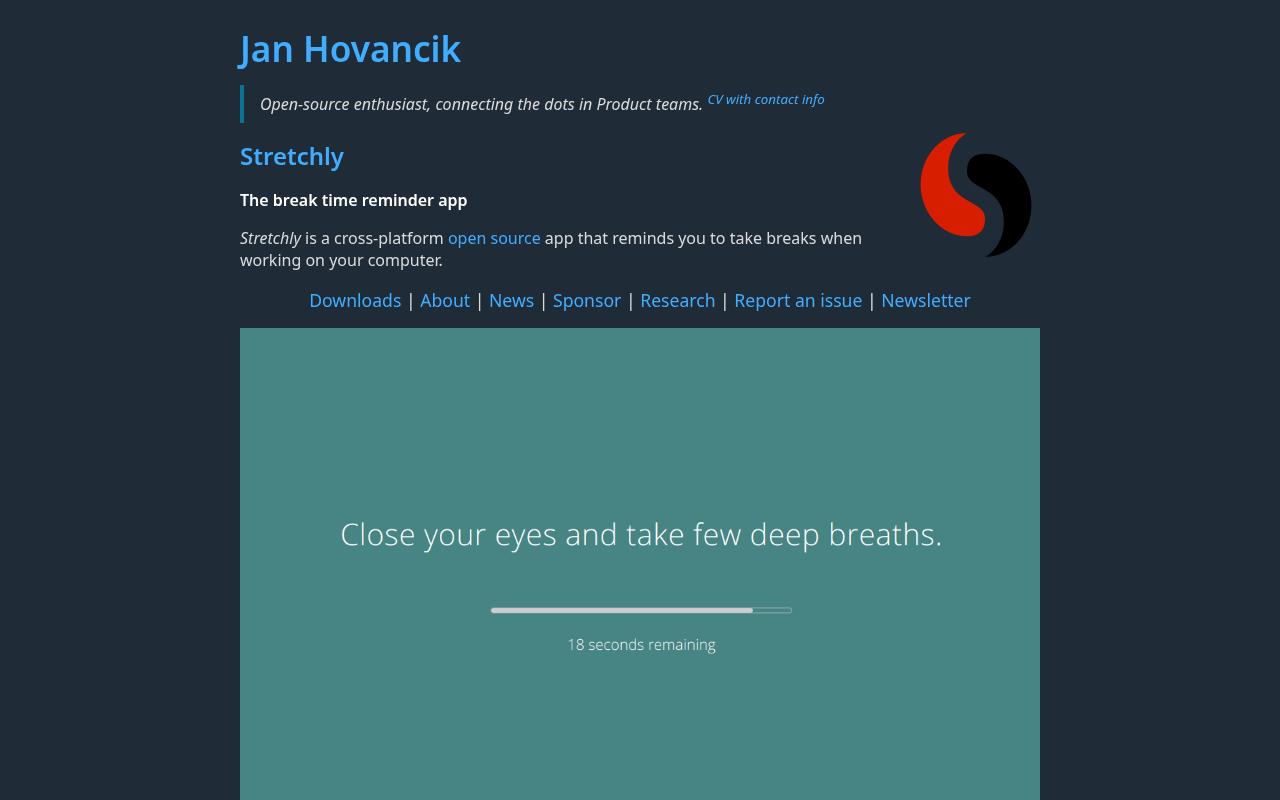 Jan Hovancik
Open-source enthusiast, connecting the dots in Product teams. CV with contact info
Stretchly
The break time reminder app
Stretchly is a cross-platform open source app that reminds you to take breaks when
working on your computer.
Downloads | About | News | Sponsor | Research | Report an issue | Newsletter
Close your eyes and take few deep breaths.
18 seconds remaining